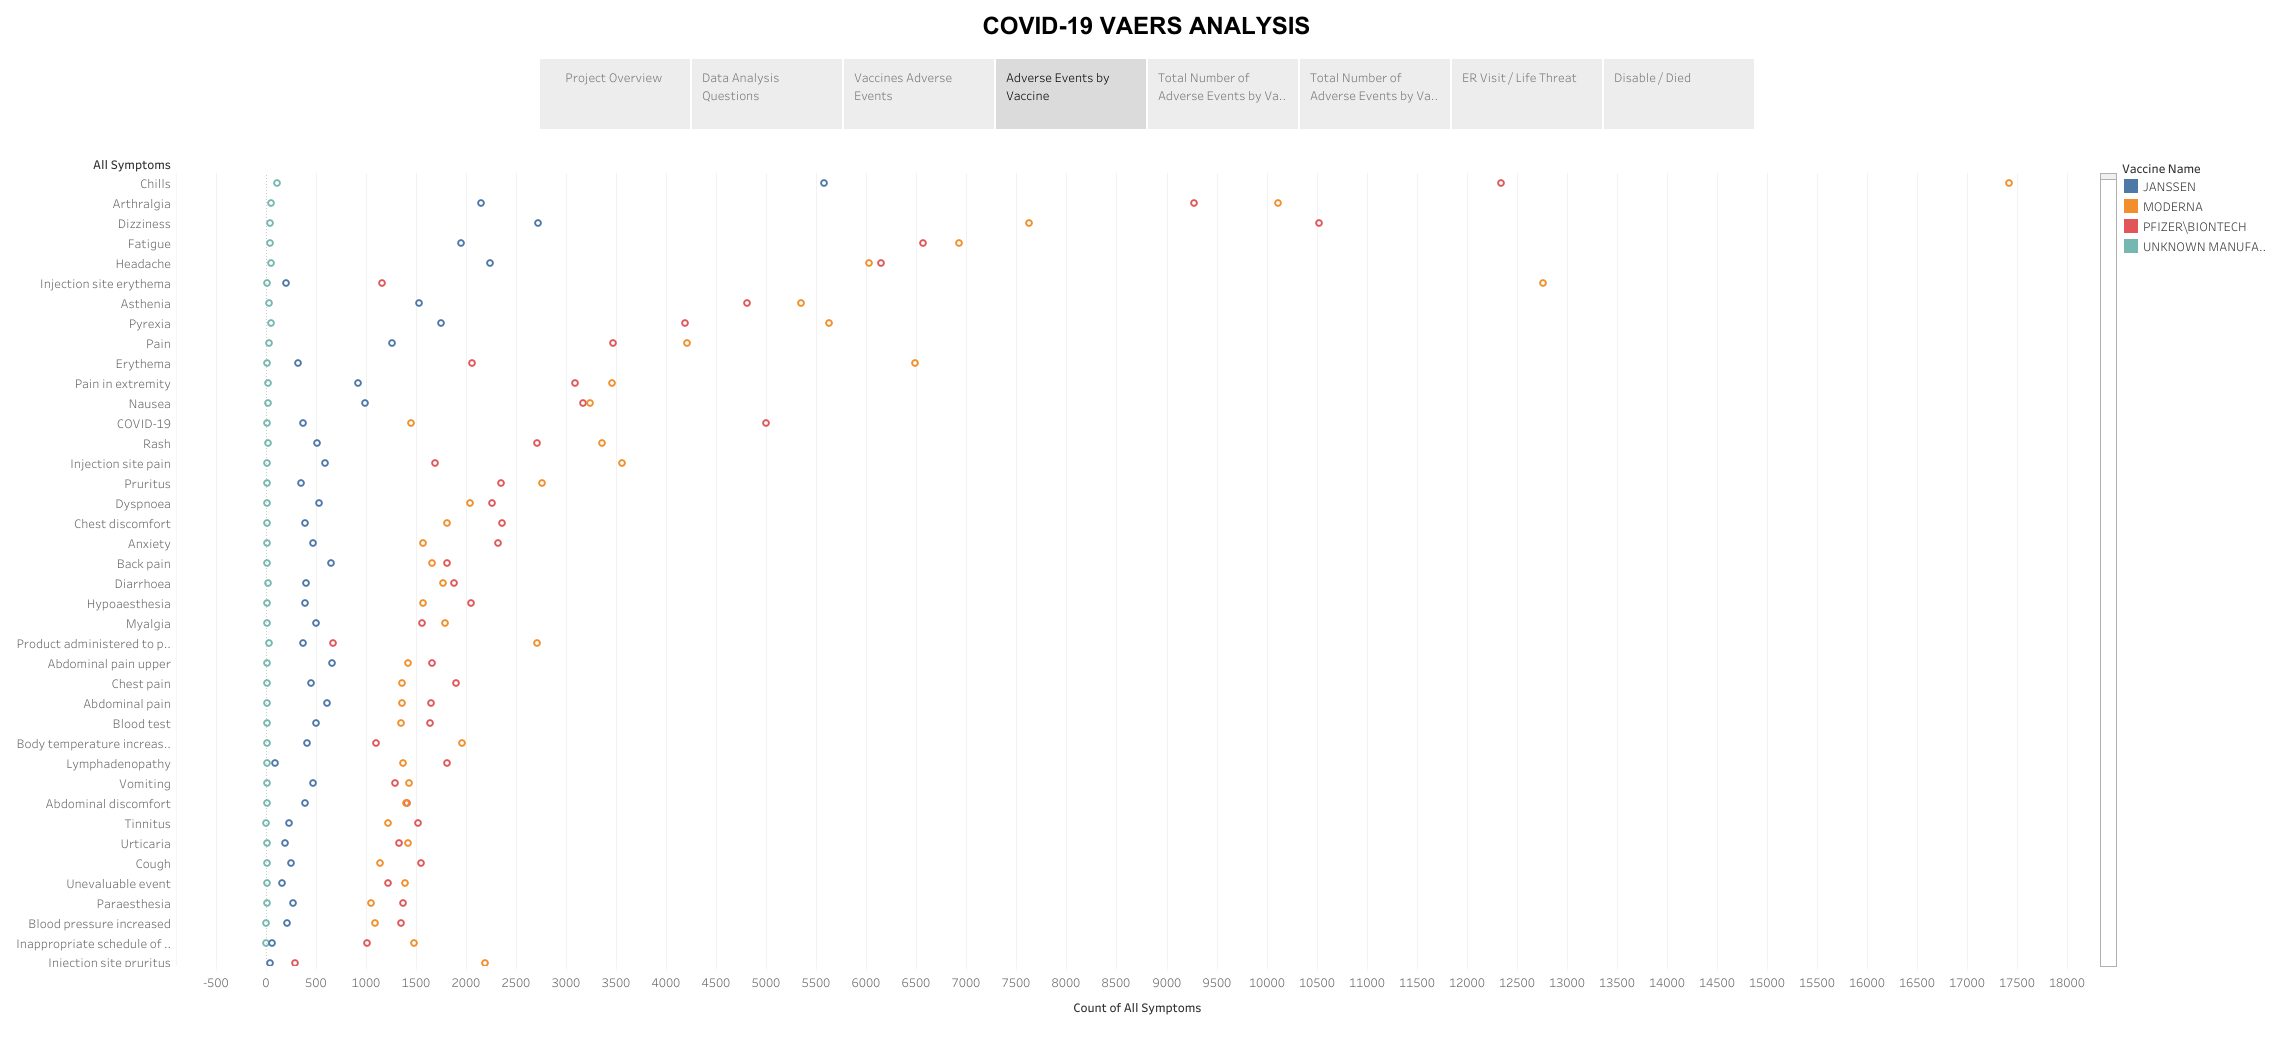 COVID-19 VAERS ANALYSIS
Project Overview
Data Analysis
Questions
Vaccines Adverse
Events
Adverse Events by
Vaccine
Total Number of
Adverse Events by Va..
Total Number of
Adverse Events by Va..
ER Visit / Life Threat
Disable / Died
All Symptoms
Chills
Arthralgia
Dizziness
Fatigue
Headache
Injection site erythema
Asthenia
Pyrexia
Pain
Erythema
Pain in extremity
Nausea
COVID-19
Rash
Injection site pain
Pruritus
Dyspnoea
Chest discomfort
Anxiety
Back pain
Diarrhoea
Hypoaesthesia
Myalgia
Product administered to p..
Abdominal pain upper
Chest pain
Abdominal pain
Blood test
Body temperature increas..
Lymphadenopathy
Vomiting
Abdominal discomfort
Tinnitus
Urticaria
Cough
Unevaluable event
Paraesthesia
Blood pressure increased
Inappropriate schedule of ..
Injection site pruritus
-500 0 500 1000 1500 2000 2500 3000 3500 4000 4500 5000 5500 6000 6500 7000 7500 8000 8500 9000 9500 10000 10500 11000 11500 12000 12500 13000 13500 14000 14500 15000 15500 16000 16500 17000 17500 18000
Count of All Symptoms
Vaccine Name
JANSSEN
MODERNA
PFIZER\BIONTECH
UNKNOWN MANUFA..